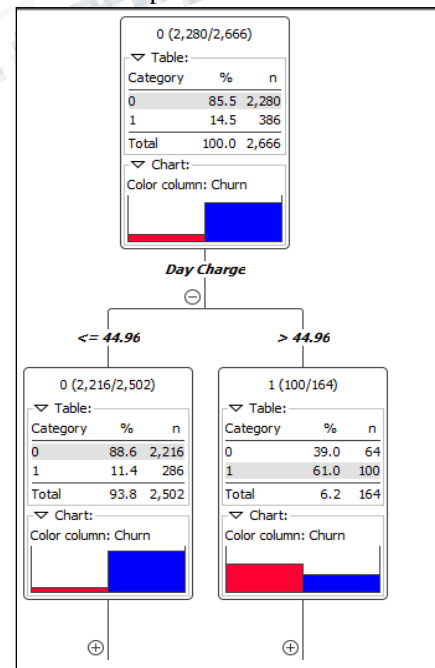 0 (2,280/2,666)
Table:
Category % n
0 85.5 2,280
1 14.5 386
Total 100.0 2,666
Chart:
Color column: Churn
Day Charge
<= 44.96
> 44.96
0 (2,216/2,502)
Table:
Category % n
0 88.6 2,216
1 11.4 286
Total 93.8 2,502
Chart:
Color column: Churn
1 (100/164)
Table:
Category % n
0 39.0 64
1 61.0 100
Total 6.2 164
Chart:
Color column: Churn